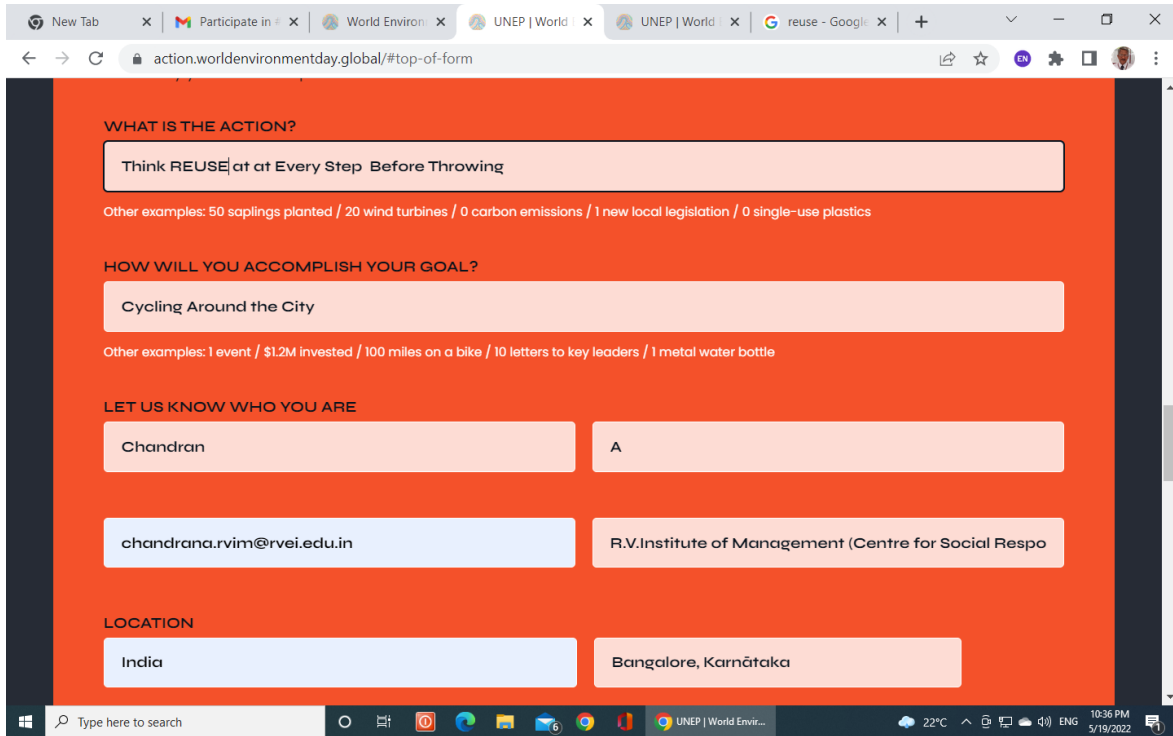 New Tab
Participate in #
World Environ
UNEP | World
UNEP | World
reuse - Google
action.worldenvironmentday.global/#top-of-form
EN
WHAT IS THE ACTION?
Think REUSE at at Every Step  Before Throwing
Other examples: 50 saplings planted / 20 wind turbines / 0 carbon emissions / 1 new local legislation / 0 single-use plastics
HOW WILL YOU ACCOMPLISH YOUR GOAL?
Cycling Around the City
Other examples: 1 event / $1.2M invested / 100 miles on a bike / 10 letters to key leaders / 1 metal water bottle
LET US KNOW WHO YOU ARE
Chandran
A
chandrana.rvim@rvei.edu.in
R.V.Institute of Management (Centre for Social Respo
LOCATION
India
Bangalore, Karnātaka
Type here to search
6
UNEP | World Envir...
22°C
ENG
10:36 PM
5/19/2022
1